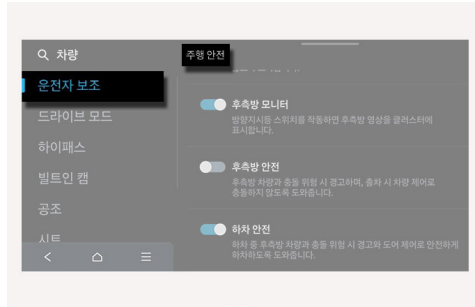 차량
주행 안전
운전자 보조
드라이브 모드
하이패스
빌트인 캠
공조
시트
후측방 모니터
방향지시등 스위치를 작동하면 후측방 영상을 클러스터에
표시합니다.
후측방 안전
후측방 차량과 충돌 위험 시 경고하며, 출차 시 차량 제어로
충돌하지 않도록 도와줍니다.
하차 안전
하차 중 후측방 차량과 충돌 위험 시 경고와 도어 제어로 안전하게
하차하도록 도와줍니다.